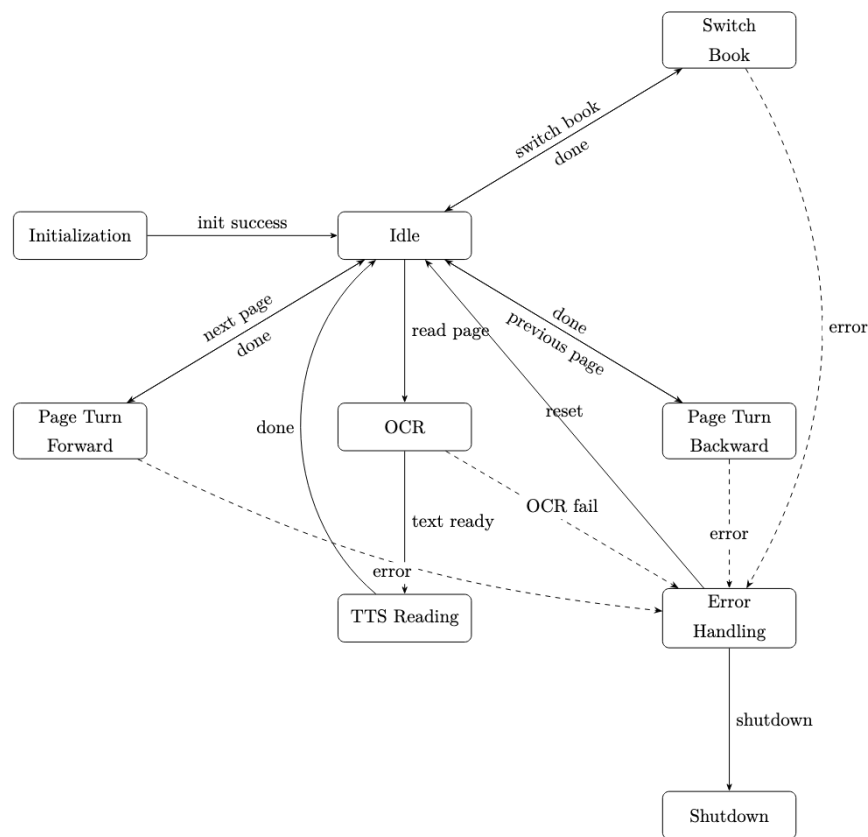 Switch
Book
switch book
done
Initialization
init success
Idle
error
next page
done
read page
done
previous page
Page Turn
Forward
done
OCR
reset
Page Turn
Backward
text ready
OCR fail
error
error
TTS Reading
Error
Handling
shutdown
Shutdown